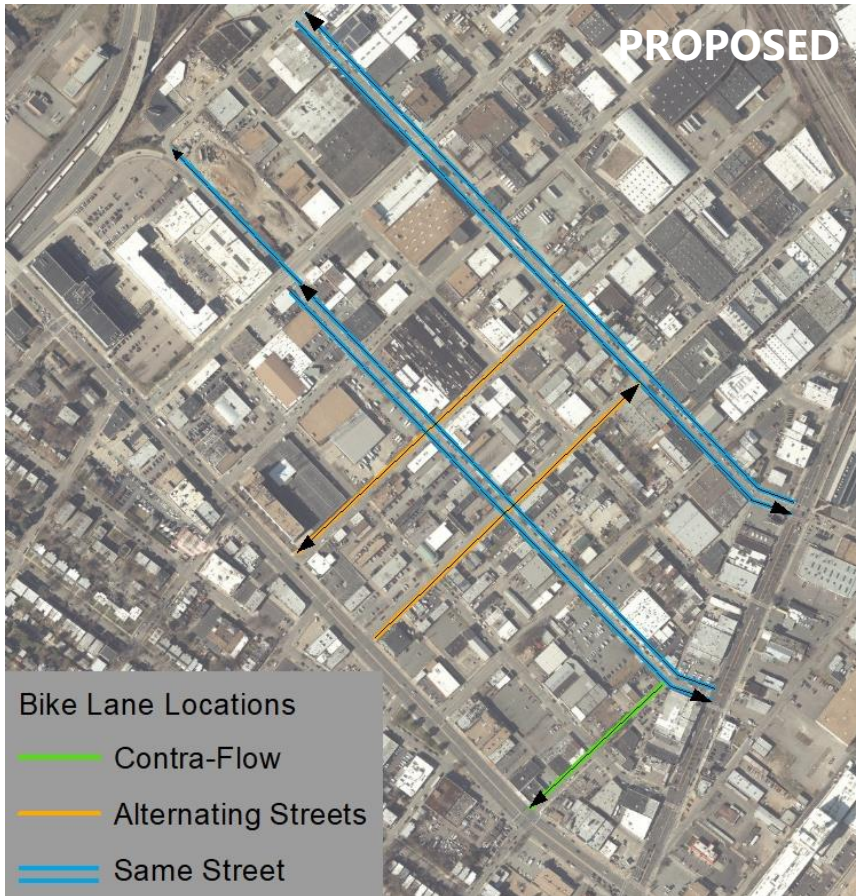 PROPOSED
Bike Lane Locations
Contra-Flow
Alternating Streets
Same Street